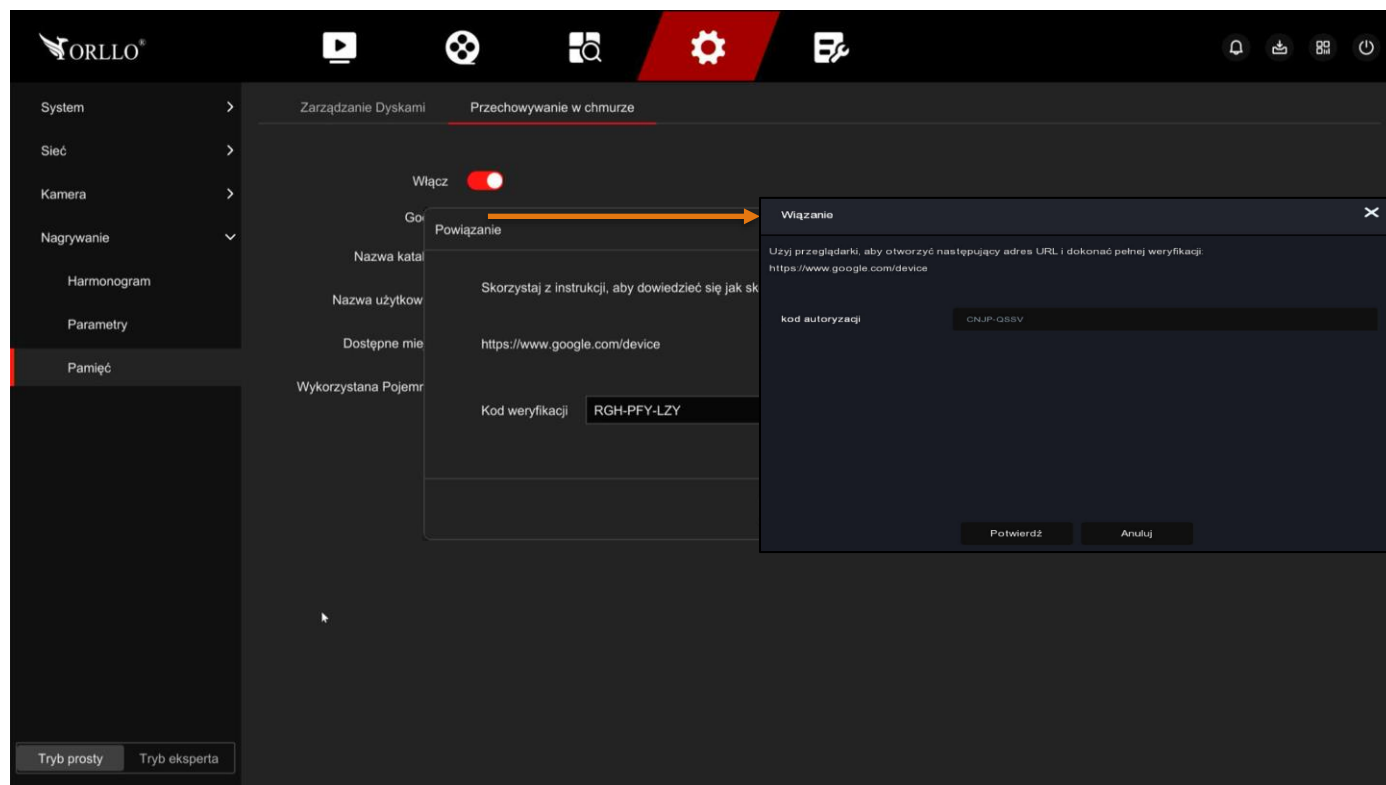 ORLLO®
System
Sieć
Kamera
Nagrywanie
Harmonogram
Parametry
Pamięć
Tryb prosty Tryb eksperta
Zarządzanie Dyskami Przechowywanie w chmurze
Włącz
Goo
Nazwa katal
Nazwa użytkow
Dostępne mie
Wykorzystana Pojemn
Powiązanie
Skorzystaj z instrukcji, aby dowiedzieć się jak sk
https://www.google.com/device
Kod weryfikacji RGH-PFY-LZY
Wiązanie
Użyj przeglądarki, aby otworzyć następujący adres URL i dokonać pełnej weryfikacji:
https://www.google.com/device
kod autoryzacji CNJP-QSSV
Potwierdź Anuluj